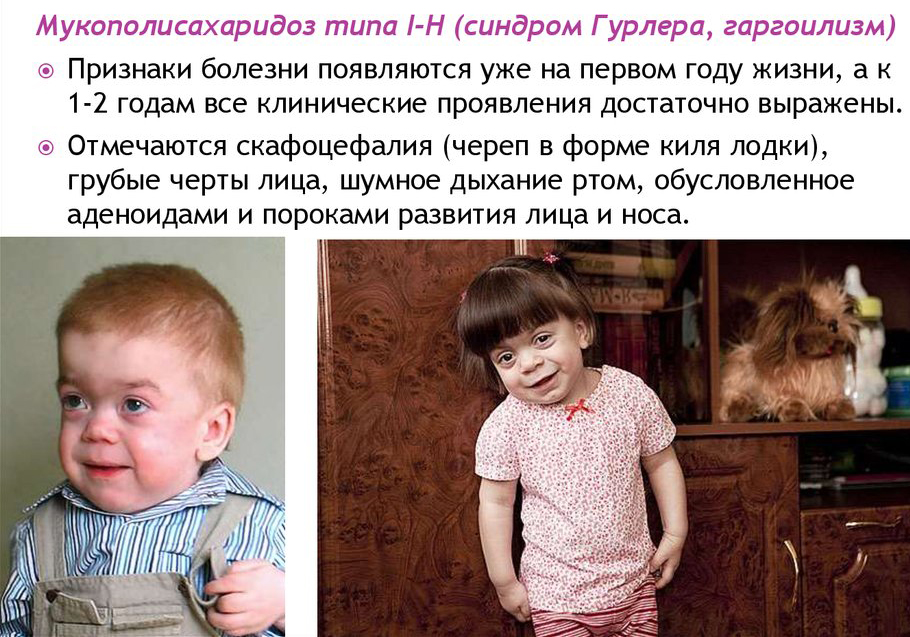 Мукополисахаридоз типа I-Н (синдром Гурлера, гаргоилизм)
Признаки болезни появляются уже на первом году жизни, а к
1-2 годам все клинические проявления достаточно выражены.
Отмечаются скафоцефалия (череп в форме киля лодки),
грубые черты лица, шумное дыхание ртом, обусловленное
аденоидами и пороками развития лица и носа.